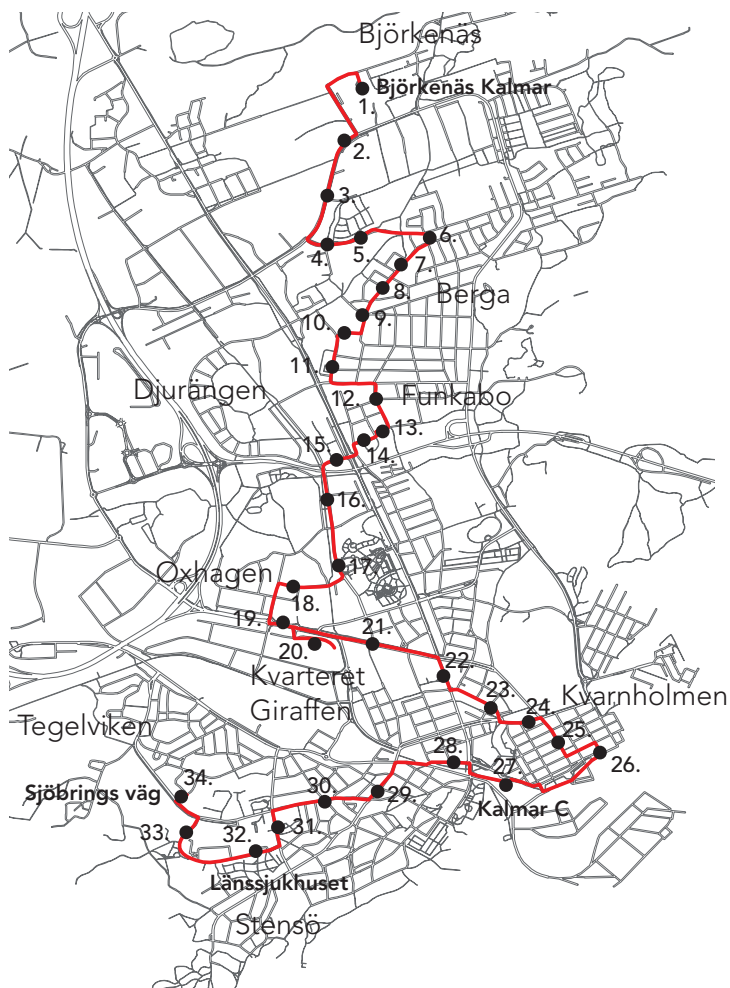 Björkenäs
Björkenäs Kalmar
1.
2.
3.
4.
5.
6.
7.
8.
Berga
9.
10.
11.
Djurängen
12.
Funkabo
13.
14.
15.
16.
17.
Oxhagen
18.
19.
20.
21.
Kvarteret
Giraffen
22.
23.
24.
Kvarnholmen
25.
26.
Tegelviken
27.
Kalmar C
28.
29.
30.
31.
32.
33.
34.
Sjöbrings väg
Länssjukhuset
Stensö